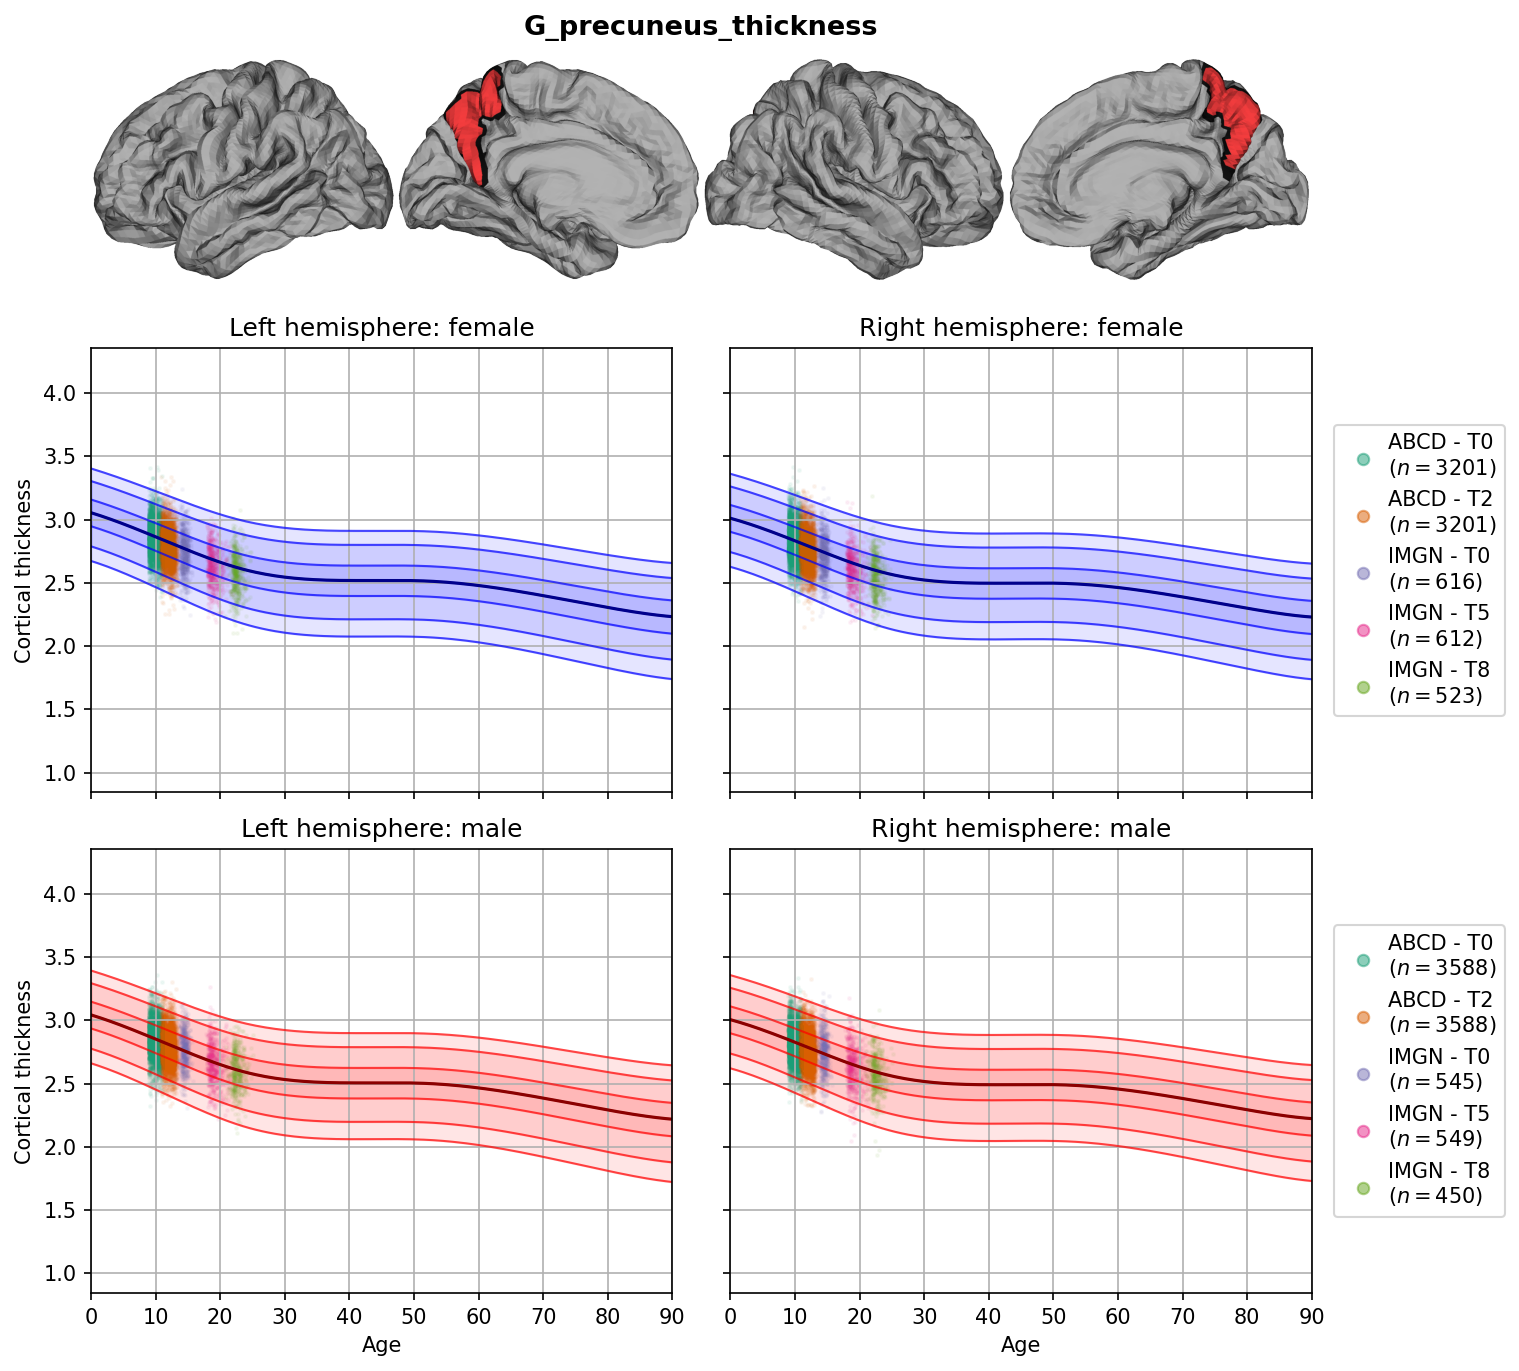 G_precuneus_thickness
Left hemisphere: female
Right hemisphere: female
4.0
3.5
3.0
2.5
2.0
1.5
1.0
Cortical thickness
ABCD - T0
(n = 3201)
ABCD - T2
(n = 3201)
IMGN - T0
(n = 616)
IMGN - T5
(n = 612)
IMGN - T8
(n = 523)
Left hemisphere: male
Right hemisphere: male
4.0
3.5
3.0
2.5
2.0
1.5
1.0
Cortical thickness
0 10 20 30 40 50 60 70 80 90
Age
0 10 20 30 40 50 60 70 80 90
Age
ABCD - T0
(n = 3588)
ABCD - T2
(n = 3588)
IMGN - T0
(n = 545)
IMGN - T5
(n = 549)
IMGN - T8
(n = 450)